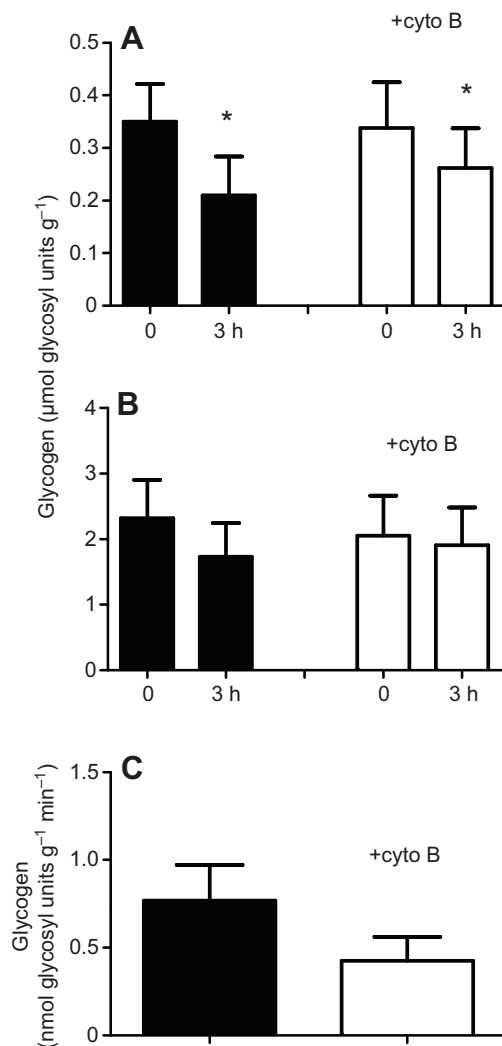 A
+cyto B
0.5
0.4
0.3
0.2
0.1
0
* *
0 3 h 0 3 h
Glycogen (µmol glycosyl units g⁻¹)
B
+cyto B
4
3
2
1
0
0 3 h 0 3 h
C
+cyto B
1.5
1.0
0.5
0
Glycogen
(nmol glycosyl units g⁻¹ min⁻¹)